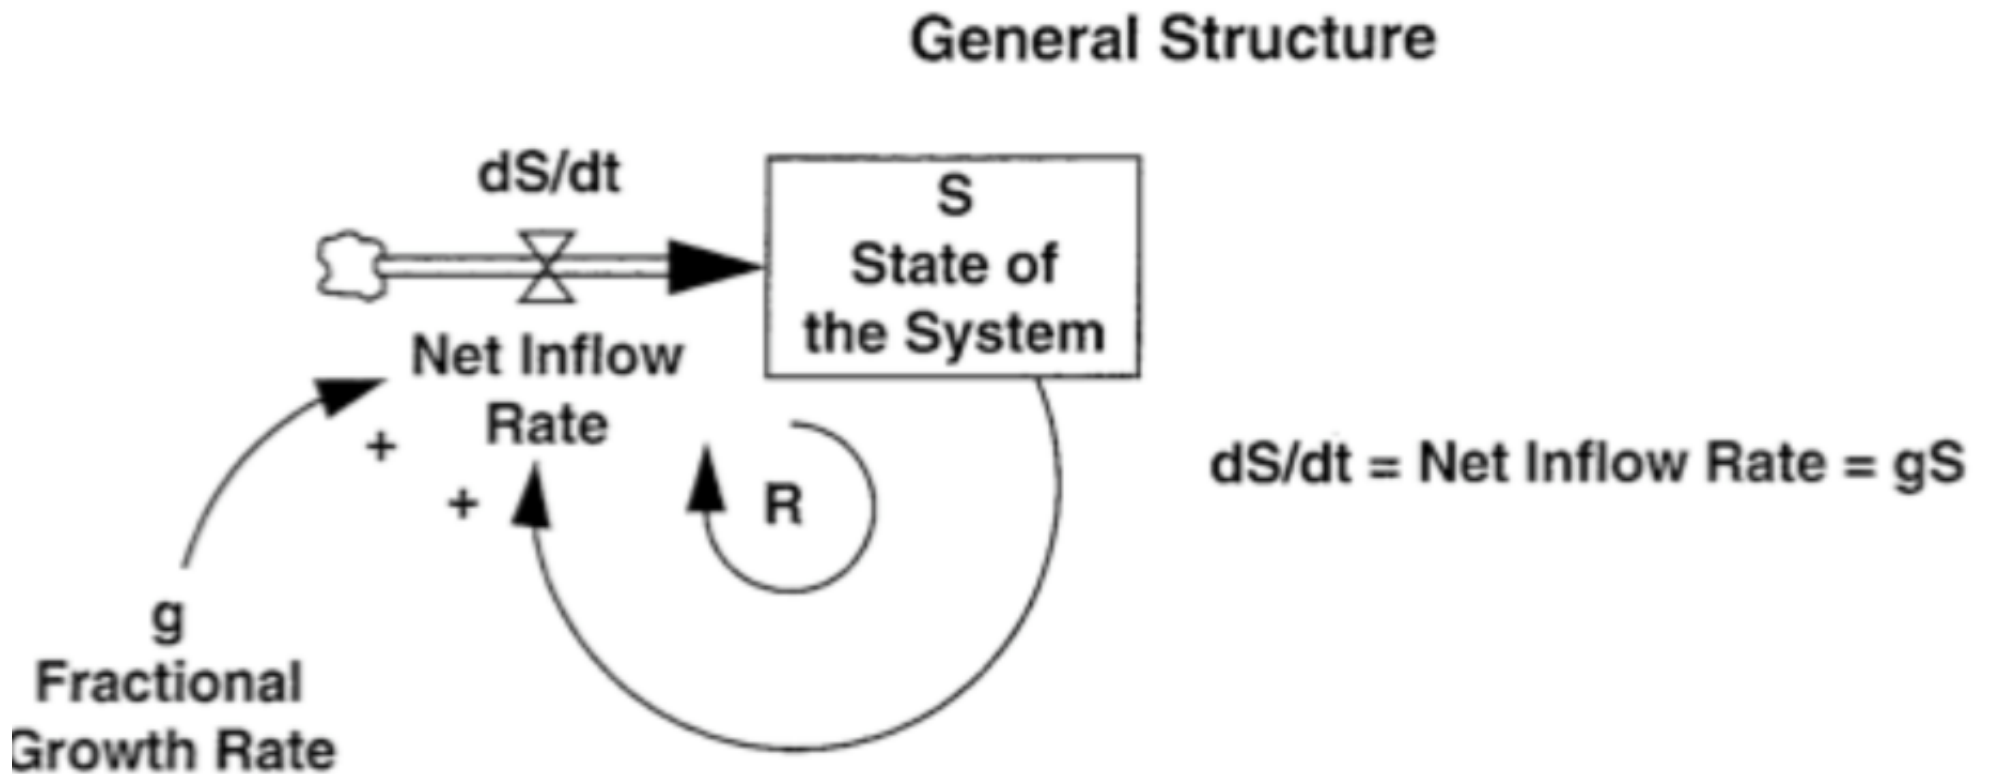 General Structure
dS/dt
S
State of
the System
Net Inflow
Rate
+
+
R
dS/dt = Net Inflow Rate = gS
g
Fractional
Growth Rate